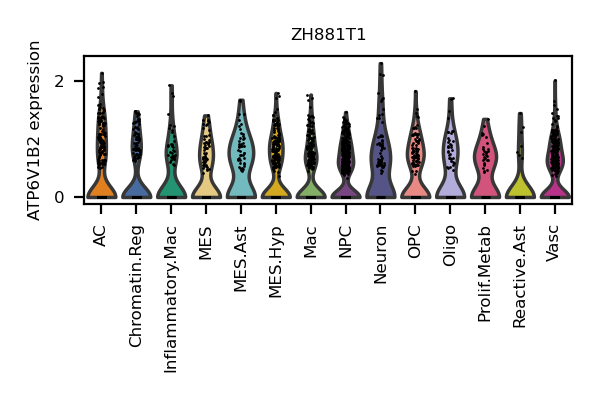 ZH881T1
ATP6V1B2 expression
2
0
AC
Chromatin.Reg
Inflammatory.Mac
MES
MES.Ast
MES.Hyp
Mac
NPC
Neuron
OPC
Oligo
Prolif.Metab
Reactive.Ast
Vasc